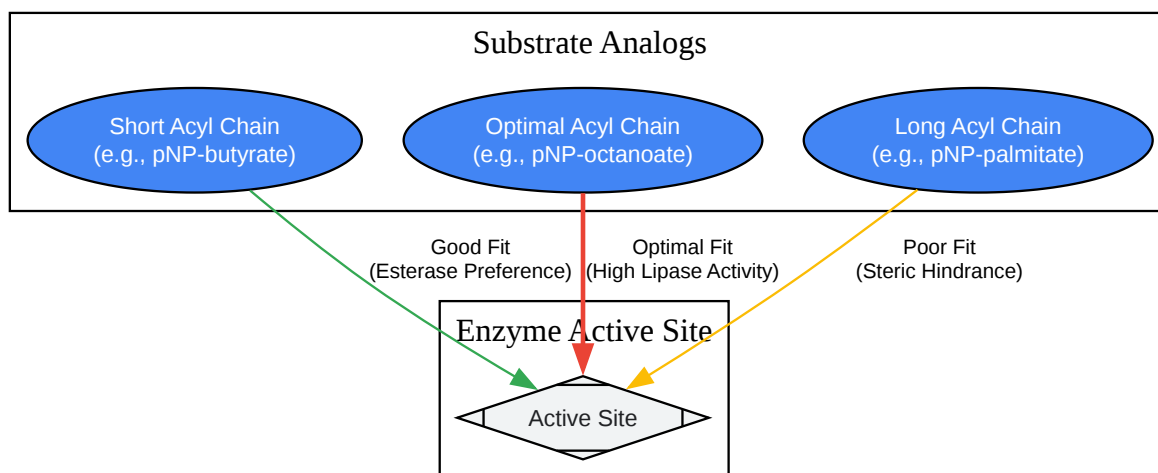 Substrate Analogs
Short Acyl Chain
(e.g., pNP-butyrate)
Optimal Acyl Chain
(e.g., pNP-octanoate)
Long Acyl Chain
(e.g., pNP-palmitate)
Good Fit
(Esterase Preference)
Optimal Fit
(High Lipase Activity)
Poor Fit
(Steric Hindrance)
Enzyme Active Site
Active Site